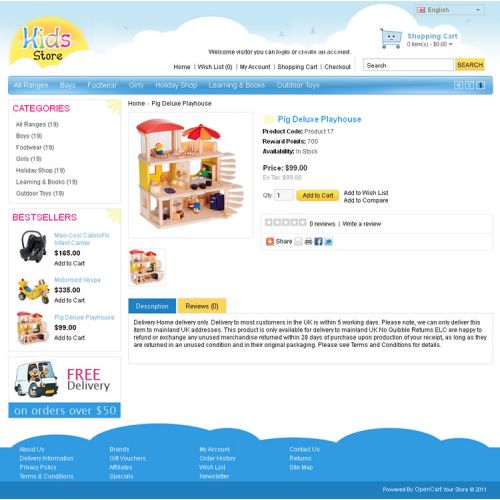 English
Kids
Store
Shopping Cart
0 item(s) - $0.00
Welcome visitor you can login or create an account.
Home | Wish List (0) | My Account | Shopping Cart | Checkout
Search
SEARCH
All Ranges Boys Footwear Girls Holiday Shop Learning & Books Outdoor Toys
€ £ $
CATEGORIES
All Ranges (19)
Boys (19)
Footwear (19)
Girls (19)
Holiday Shop (19)
Learning & Books (19)
Outdoor Toys (19)
BESTSELLERS
Maxi-Cosi CabrioFix
Infant Carrier
$165.00
Add to Cart
Motorised Vespa
$335.00
Add to Cart
Pig Deluxe Playhouse
$99.00
Add to Cart
FREE
Delivery
on orders over $50
Home » Pig Deluxe Playhouse
Pig Deluxe Playhouse
Product Code: Product 17
Reward Points: 700
Availability: In Stock
Price: $99.00
Ex Tax: $99.00
Qty: 1 Add to Cart
Add to Wish List
Add to Compare
0 reviews | Write a review
Share
Description Reviews (0)
Delivery Home delivery only. Delivery to most customers in the UK is within 5 working days. Please note, we can only deliver this
item to mainland UK addresses. This product is only available for delivery to mainland UK No Quibble Returns ELC are happy to
refund or exchange any unused merchandise returned within 28 days of purchase upon production of your receipt, as long as they
are returned in an unused condition and in their original packaging. Please see Terms and Conditions for details.
About Us
Delivery Information
Privacy Policy
Terms & Conditions
Brands
Gift Vouchers
Affiliates
Specials
My Account
Order History
Wish List
Newsletter
Contact Us
Returns
Site Map
Powered By OpenCart Your Store © 2011